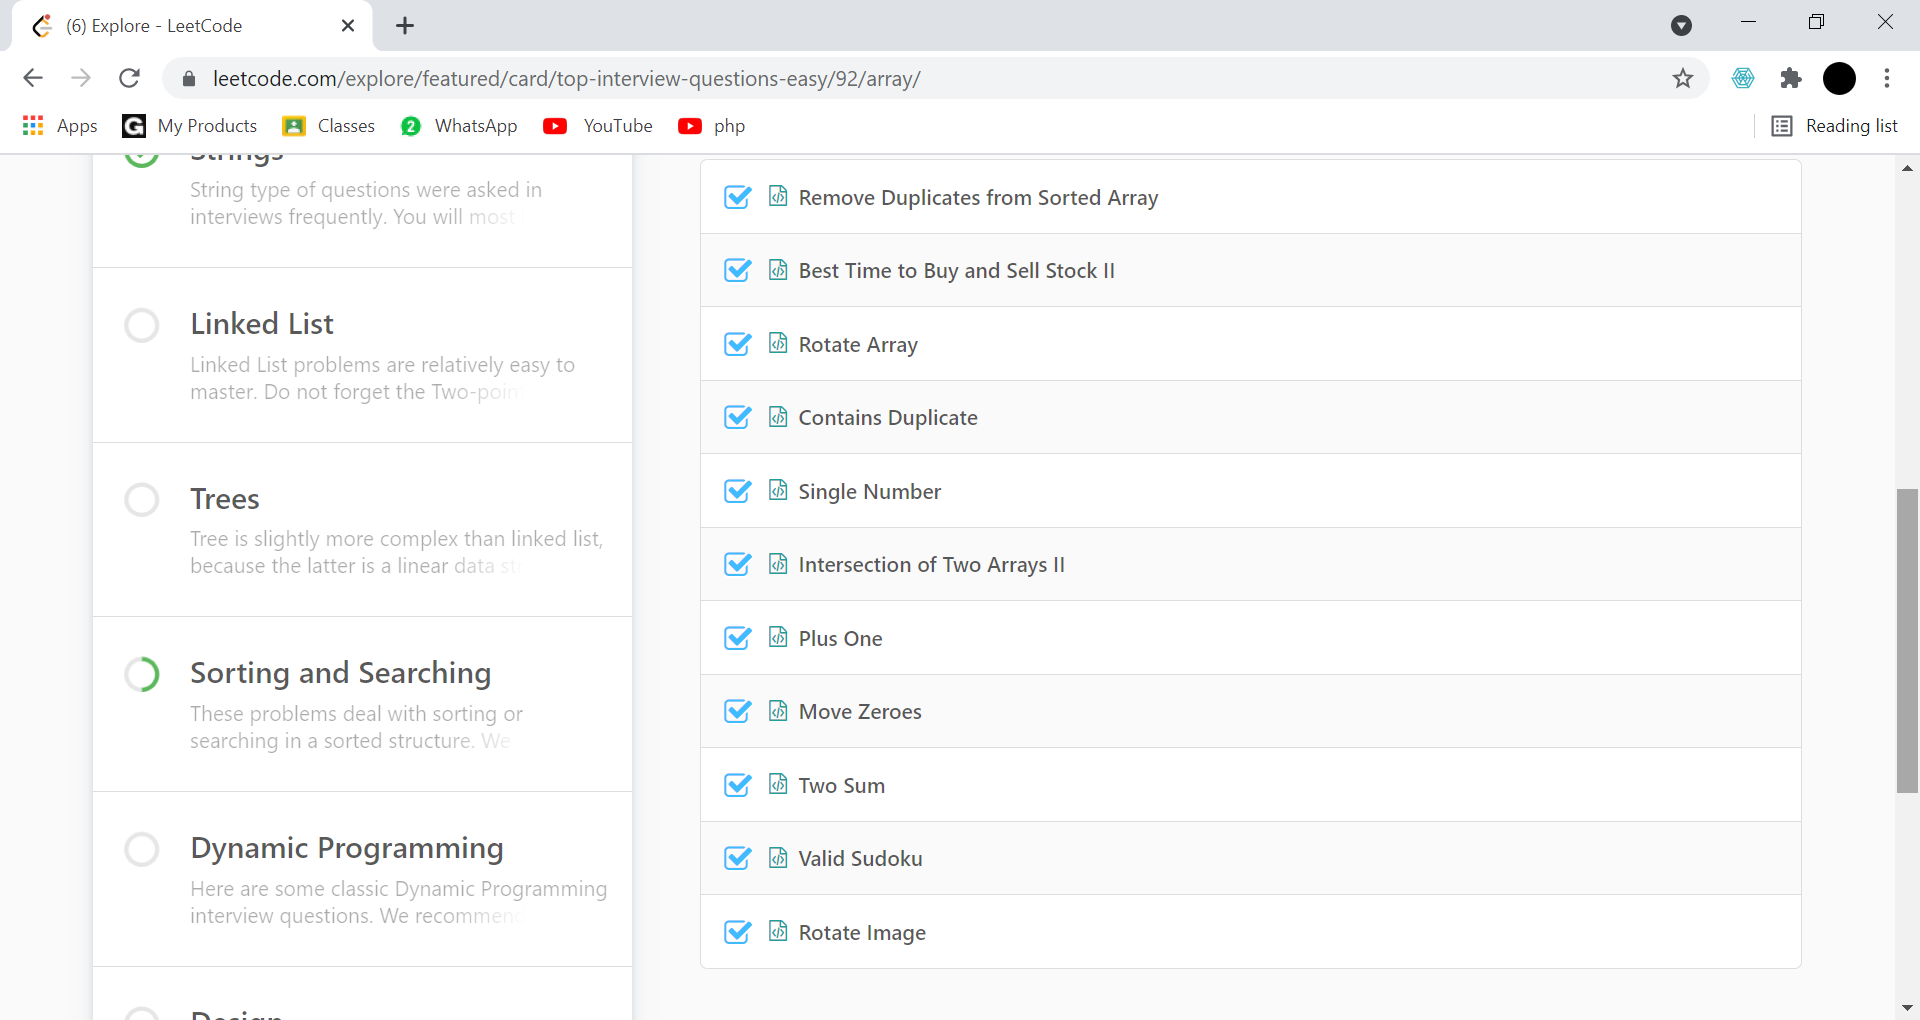 (6) Explore - LeetCode
leetcode.com/explore/featured/card/top-interview-questions-easy/92/array/
Apps
G My Products
Classes
2 WhatsApp
YouTube
php
Reading list
Strings
String type of questions were asked in
interviews frequently. You will most
Linked List
Linked List problems are relatively easy to
master. Do not forget the Two-poin
Trees
Tree is slightly more complex than linked list,
because the latter is a linear data st
Sorting and Searching
These problems deal with sorting or
searching in a sorted structure. We
Dynamic Programming
Here are some classic Dynamic Programming
interview questions. We recommend
Design
Remove Duplicates from Sorted Array
Best Time to Buy and Sell Stock II
Rotate Array
Contains Duplicate
Single Number
Intersection of Two Arrays II
Plus One
Move Zeroes
Two Sum
Valid Sudoku
Rotate Image